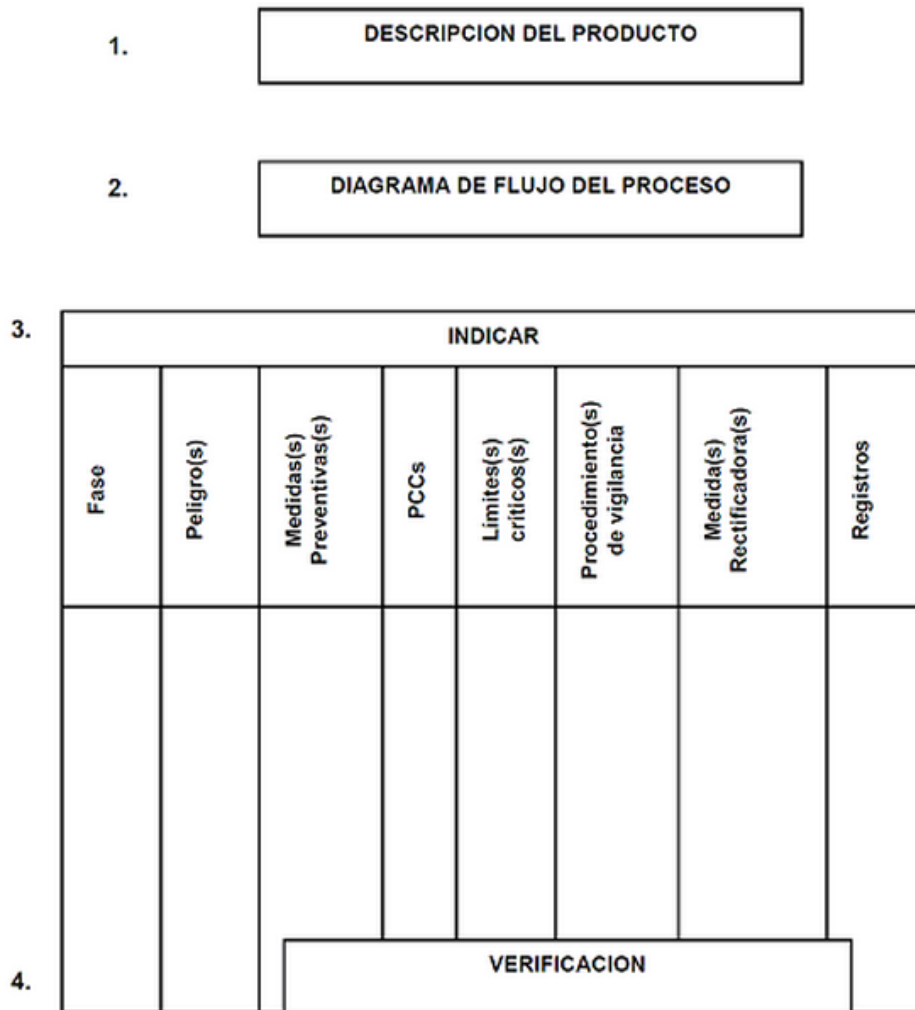 1.
DESCRIPCION DEL PRODUCTO
2.
DIAGRAMA DE FLUJO DEL PROCESO
3.
INDICAR
Fase
Peligro(s)
Medidas(s)
Preventivas(s)
PCCs
Límites(s)
críticos(s)
Procedimiento(s)
de vigilancia
Medida(s)
Rectificadora(s)
Registros
4.
VERIFICACION